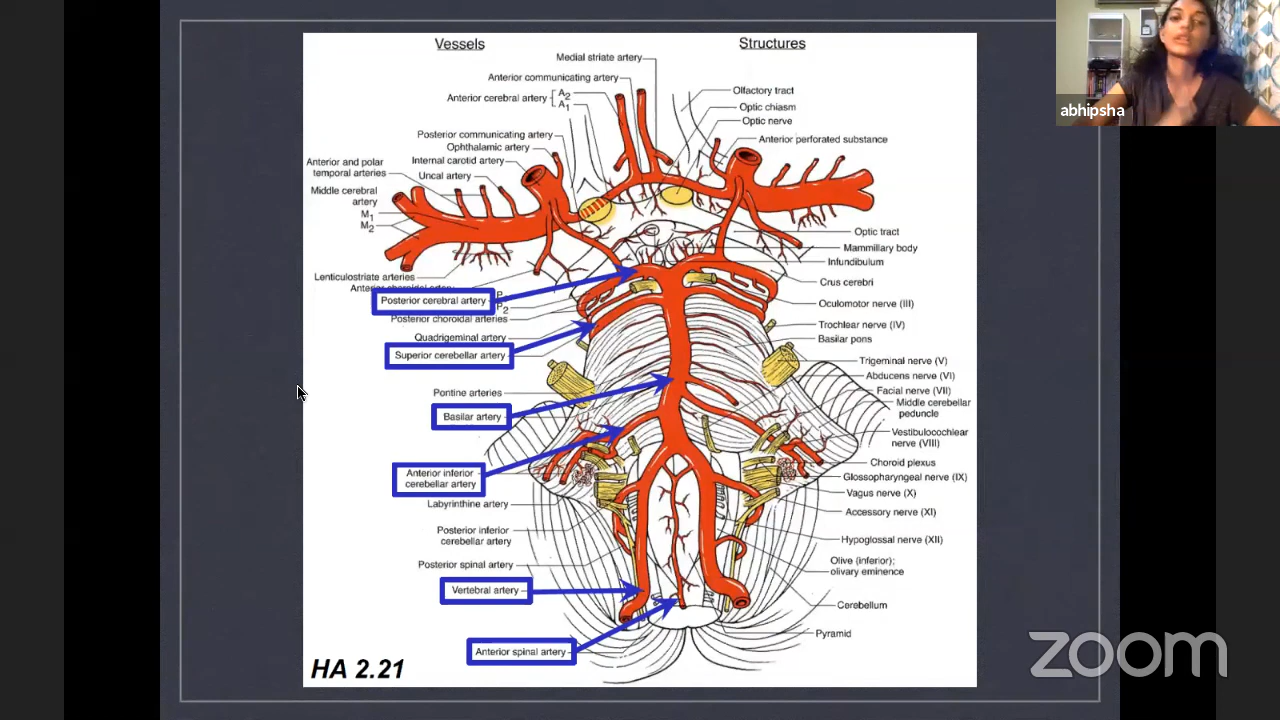 Vessels
Structures
Medial striate artery
Anterior communicating artery
Anterior cerebral artery
A2
A1
Posterior communicating artery
Ophthalamic artery
Internal carotid artery
Anterior and polar
temporal arteries
Uncal artery
Middle cerebral
artery
M1
M2
Lenticulostriate arteries
Posterior cerebral artery
P2
Posterior choroidal arteries
Quadrigeminal artery
Superior cerebellar artery
Pontine arteries
Basilar artery
Anterior inferior
cerebellar artery
Labyrinthine artery
Posterior inferior
cerebellar artery
Posterior spinal artery
Vertebral artery
Anterior spinal artery
HA 2.21
Olfactory tract
Optic chiasm
Optic nerve
Anterior perforated substance
Optic tract
Mammillary body
Infundibulum
Crus cerebri
Oculomotor nerve (III)
Trochlear nerve (IV)
Basilar pons
Trigeminal nerve (V)
Abducens nerve (VI)
Facial nerve (VII)
Middle cerebellar
peduncle
Vestibulocochlear
nerve (VIII)
Choroid plexus
Glossopharyngeal nerve (IX)
Vagus nerve (X)
Accessory nerve (XI)
Hypoglossal nerve (XII)
Olive (inferior);
olivary eminence
Cerebellum
Pyramid
abhipsha
zoom